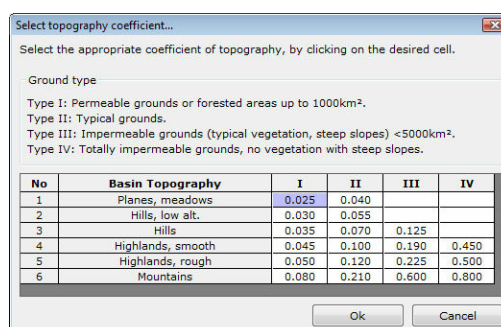 Select topography coefficient...
Select the appropriate coefficient of topography, by clicking on the desired cell.
Ground type
Type I: Permeable grounds or forested areas up to 1000km².
Type II: Typical grounds.
Type III: Impermeable grounds (typical vegetation, steep slopes) <5000km².
Type IV: Totally impermeable grounds, no vegetation with steep slopes.
No Basin Topography I II III IV
1 Planes, meadows 0.025 0.040
2 Hills, low alt. 0.030 0.055
3 Hills 0.035 0.070 0.125
4 Highlands, smooth 0.045 0.100 0.190 0.450
5 Highlands, rough 0.050 0.120 0.225 0.500
6 Mountains 0.080 0.210 0.600 0.800
Ok Cancel